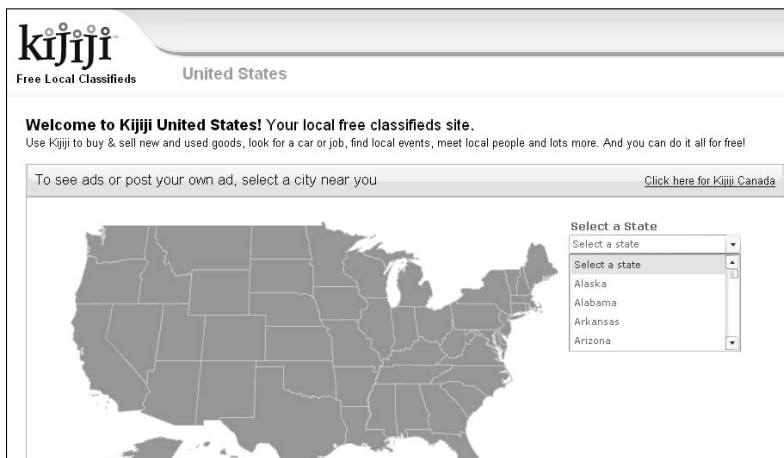 kijiji™
Free Local Classifieds
United States
Welcome to Kijiji United States! Your local free classifieds site.
Use Kijiji to buy & sell new and used goods, look for a car or job, find local events, meet local people and lots more. And you can do it all for free!
To see ads or post your own ad, select a city near you
Click here for Kijiji Canada
Select a State
Select a state
Select a state
Alaska
Alabama
Arkansas
Arizona